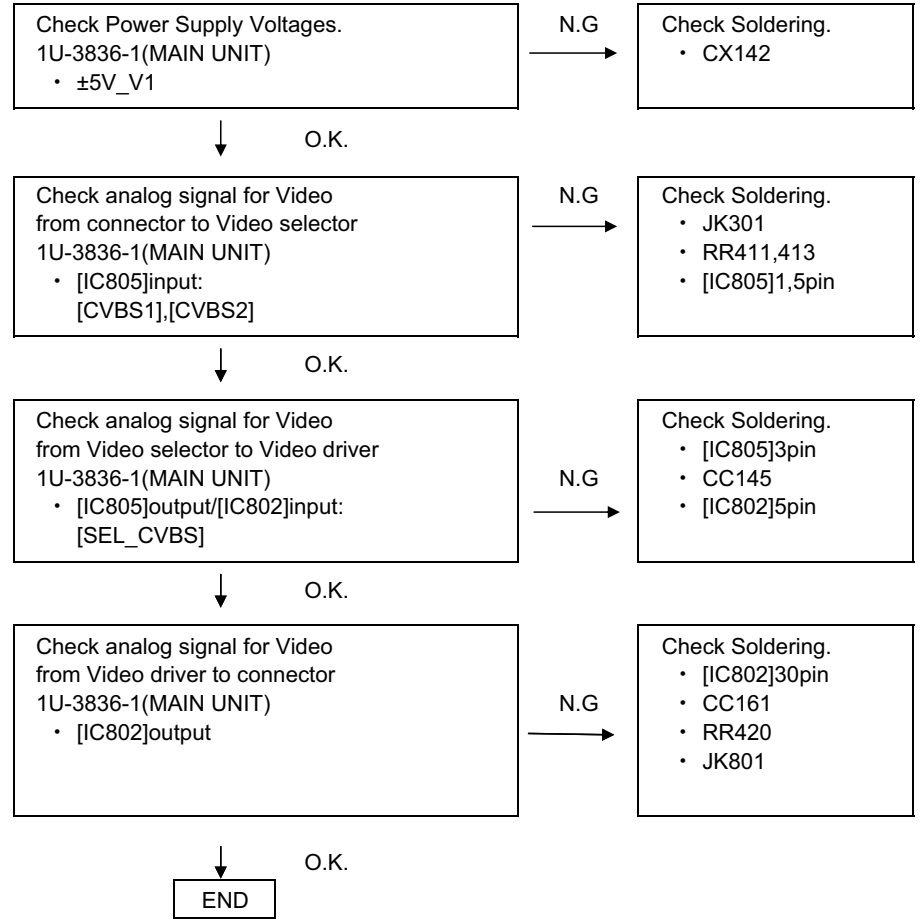 Check Power Supply Voltages.
1U-3836-1(MAIN UNIT)
・ ±5V_V1
N.G
Check Soldering.
・ CX142
O.K.
Check analog signal for Video
from connector to Video selector
1U-3836-1(MAIN UNIT)
・ [IC805]input:
[CVBS1],[CVBS2]
N.G
Check Soldering.
・ JK301
・ RR411,413
・ [IC805]1,5pin
O.K.
Check analog signal for Video
from Video selector to Video driver
1U-3836-1(MAIN UNIT)
・ [IC805]output/[IC802]input:
[SEL_CVBS]
N.G
Check Soldering.
・ [IC805]3pin
・ CC145
・ [IC802]5pin
O.K.
Check analog signal for Video
from Video driver to connector
1U-3836-1(MAIN UNIT)
・ [IC802]output
N.G
Check Soldering.
・ [IC802]30pin
・ CC161
・ RR420
・ JK801
O.K.
END